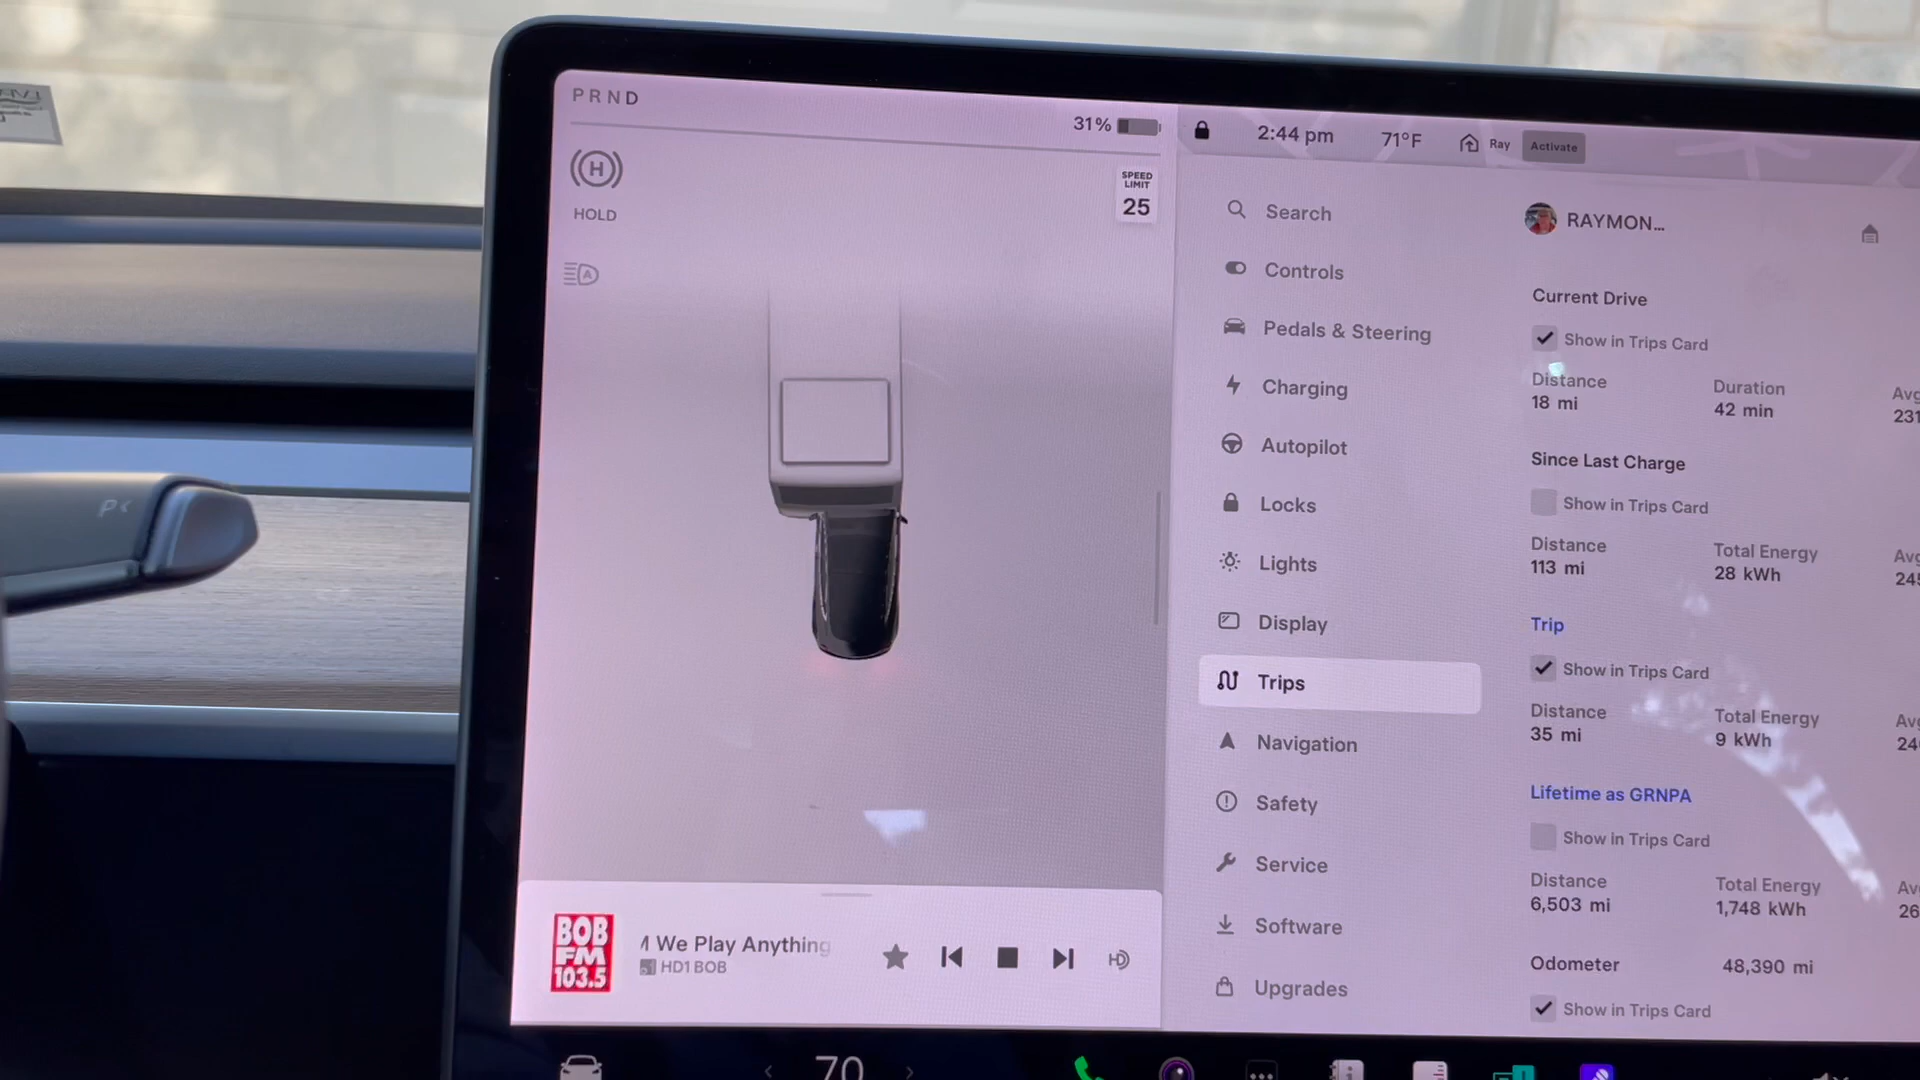 P R N D
31%
2:44 pm
71°F
Ray
Activate
HOLD
SPEED
LIMIT
25
Search
Controls
Pedals & Steering
Charging
Autopilot
Locks
Lights
Display
Trips
Navigation
Safety
Service
Software
Upgrades
RAYMON...
Current Drive
Show in Trips Card
Distance
Duration
Avg
18 mi
42 min
231
Since Last Charge
Show in Trips Card
Distance
Total Energy
Avg
113 mi
28 kWh
245
Trip
Show in Trips Card
Distance
Total Energy
35 mi
9 kWh
Lifetime as GRNPA
Show in Trips Card
Distance
Total Energy
6,503 mi
1,748 kWh
Odometer
48,390 mi
Show in Trips Card
BOB
FM
103.5
We Play Anything
HD1 BOB
HD
70
P